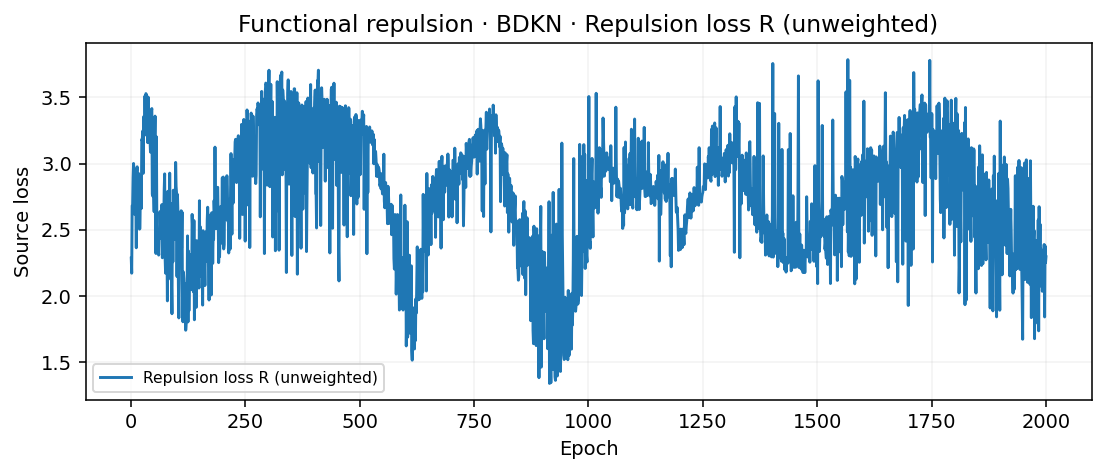 Functional repulsion · BDKN · Repulsion loss R (unweighted)
Source loss
3.5
3.0
2.5
2.0
1.5
Repulsion loss R (unweighted)
0 250 500 750 1000 1250 1500 1750 2000
Epoch